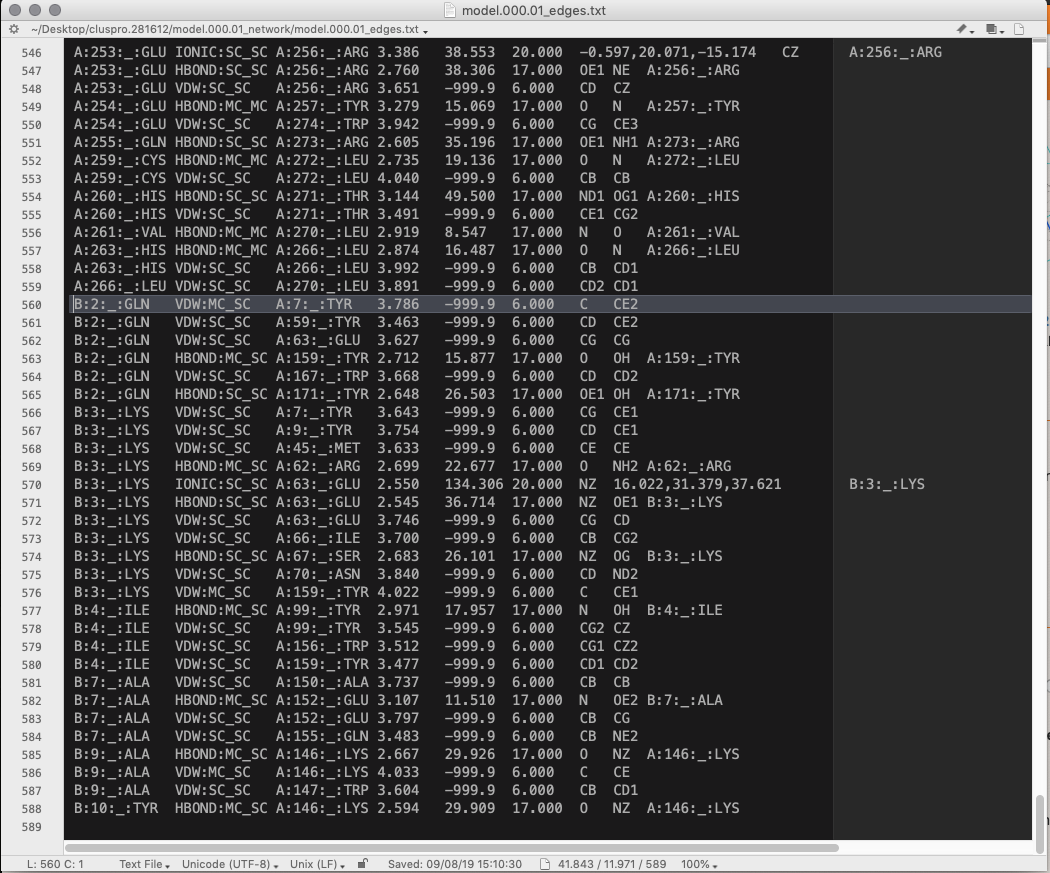 model.000.01_edges.txt
~/Desktop/cluspro.281612/model.000.01_network/model.000.01_edges.txt
546 A:253:_:GLU IONIC:SC_SC A:256:_:ARG 3.386 38.553 20.000 -0.597,20.071,-15.174 CZ A:256:_:ARG
547 A:253:_:GLU HBOND:SC_SC A:256:_:ARG 2.760 38.306 17.000 OE1 NE A:256:_:ARG
548 A:253:_:GLU VDW:SC_SC A:256:_:ARG 3.651 -999.9 6.000 CD CZ
549 A:254:_:GLU HBOND:MC_MC A:257:_:TYR 3.279 15.069 17.000 O N A:257:_:TYR
550 A:254:_:GLU VDW:SC_SC A:274:_:TRP 3.942 -999.9 6.000 CG CE3
551 A:255:_:GLN HBOND:SC_SC A:273:_:ARG 2.605 35.196 17.000 OE1 NH1 A:273:_:ARG
552 A:259:_:CYS HBOND:MC_MC A:272:_:LEU 2.735 19.136 17.000 O N A:272:_:LEU
553 A:259:_:CYS VDW:SC_SC A:272:_:LEU 4.040 -999.9 6.000 CB CB
554 A:260:_:HIS HBOND:SC_SC A:271:_:THR 3.144 49.500 17.000 ND1 OG1 A:260:_:HIS
555 A:260:_:HIS VDW:SC_SC A:271:_:THR 3.491 -999.9 6.000 CE1 CG2
556 A:261:_:VAL HBOND:MC_MC A:270:_:LEU 2.919 8.547 17.000 N O A:261:_:VAL
557 A:263:_:HIS HBOND:MC_MC A:266:_:LEU 2.874 16.487 17.000 O N A:266:_:LEU
558 A:263:_:HIS VDW:SC_SC A:266:_:LEU 3.992 -999.9 6.000 CB CD1
559 A:266:_:LEU VDW:SC_SC A:270:_:LEU 3.891 -999.9 6.000 CD2 CD1
560 B:2:_:GLN VDW:MC_SC A:7:_:TYR 3.786 -999.9 6.000 C CE2
561 B:2:_:GLN VDW:SC_SC A:59:_:TYR 3.463 -999.9 6.000 CD CE2
562 B:2:_:GLN VDW:SC_SC A:63:_:GLU 3.627 -999.9 6.000 CG CG
563 B:2:_:GLN HBOND:MC_SC A:159:_:TYR 2.712 15.877 17.000 O OH A:159:_:TYR
564 B:2:_:GLN VDW:SC_SC A:167:_:TRP 3.668 -999.9 6.000 CD CD2
565 B:2:_:GLN HBOND:SC_SC A:171:_:TYR 2.648 26.503 17.000 OE1 OH A:171:_:TYR
566 B:3:_:LYS VDW:SC_SC A:7:_:TYR 3.643 -999.9 6.000 CG CE1
567 B:3:_:LYS VDW:SC_SC A:9:_:TYR 3.754 -999.9 6.000 CD CE1
568 B:3:_:LYS VDW:SC_SC A:45:_:MET 3.633 -999.9 6.000 CE CE
569 B:3:_:LYS HBOND:MC_SC A:62:_:ARG 2.699 22.677 17.000 O NH2 A:62:_:ARG
570 B:3:_:LYS IONIC:SC_SC A:63:_:GLU 2.550 134.306 20.000 NZ 16.022,31.379,37.621 B:3:_:LYS
571 B:3:_:LYS HBOND:SC_SC A:63:_:GLU 2.545 36.714 17.000 NZ OE1 B:3:_:LYS
572 B:3:_:LYS VDW:SC_SC A:63:_:GLU 3.746 -999.9 6.000 CG CD
573 B:3:_:LYS VDW:SC_SC A:66:_:ILE 3.700 -999.9 6.000 CB CG2
574 B:3:_:LYS HBOND:SC_SC A:67:_:SER 2.683 26.101 17.000 NZ OG B:3:_:LYS
575 B:3:_:LYS VDW:SC_SC A:70:_:ASN 3.840 -999.9 6.000 CD ND2
576 B:3:_:LYS VDW:MC_SC A:159:_:TYR 4.022 -999.9 6.000 C CE1
577 B:4:_:ILE HBOND:MC_SC A:99:_:TYR 2.971 17.957 17.000 N OH B:4:_:ILE
578 B:4:_:ILE VDW:SC_SC A:99:_:TYR 3.545 -999.9 6.000 CG2 CZ
579 B:4:_:ILE VDW:SC_SC A:156:_:TRP 3.512 -999.9 6.000 CG1 CZ2
580 B:4:_:ILE VDW:SC_SC A:159:_:TYR 3.477 -999.9 6.000 CD1 CD2
581 B:7:_:ALA VDW:SC_SC A:150:_:ALA 3.737 -999.9 6.000 CB CB
582 B:7:_:ALA HBOND:MC_SC A:152:_:GLU 3.107 11.510 17.000 N OE2 B:7:_:ALA
583 B:7:_:ALA VDW:SC_SC A:152:_:GLU 3.797 -999.9 6.000 CB CG
584 B:7:_:ALA VDW:SC_SC A:155:_:GLN 3.483 -999.9 6.000 CB NE2
585 B:9:_:ALA HBOND:MC_SC A:146:_:LYS 2.667 29.926 17.000 O NZ A:146:_:LYS
586 B:9:_:ALA VDW:MC_SC A:146:_:LYS 4.033 -999.9 6.000 C CE
587 B:9:_:ALA VDW:SC_SC A:147:_:TRP 3.604 -999.9 6.000 CB CD1
588 B:10:_:TYR HBOND:MC_SC A:146:_:LYS 2.594 29.909 17.000 O NZ A:146:_:LYS
589
L: 560 C: 1 Text File Unicode (UTF-8) Unix (LF) Saved: 09/08/19 15:10:30 41.843 / 11.971 / 589 100%